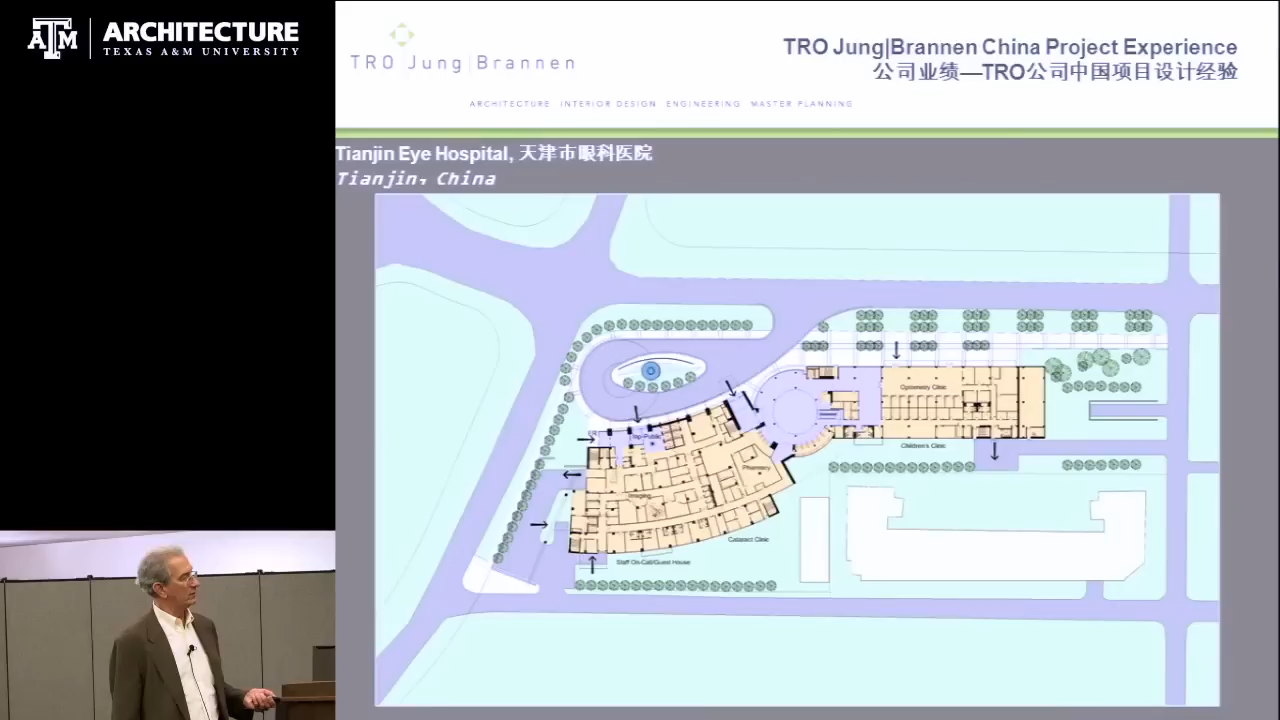 ATM
ARCHITECTURE
TEXAS A&M UNIVERSITY
TRO Jung|Brannen
TRO Jung|Brannen China Project Experience
公司业绩—TRO公司中国项目设计经验
ARCHITECTURE INTERIOR DESIGN ENGINEERING MASTER PLANNING
Tianjin Eye Hospital, 天津市眼科医院
Tianjin, China
Optometry Clinic
Children's Clinic
Pharmacy
Imaging
Cataract Clinic
Staff On-Call/Guest House